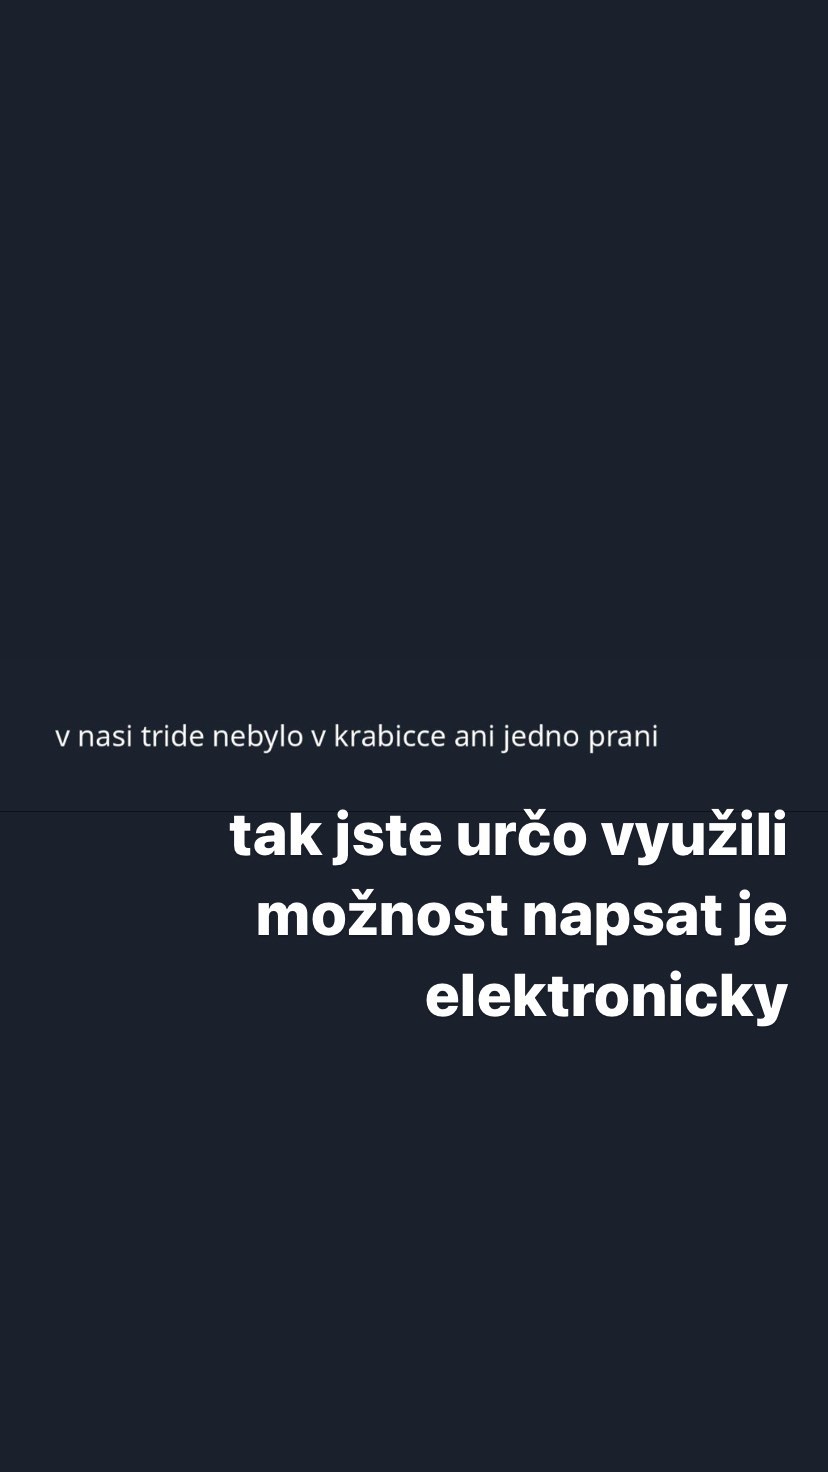 v nasi tride nebylo v krabicce ani jedno prani
tak jste určo využili
možnost napsat je
elektronicky